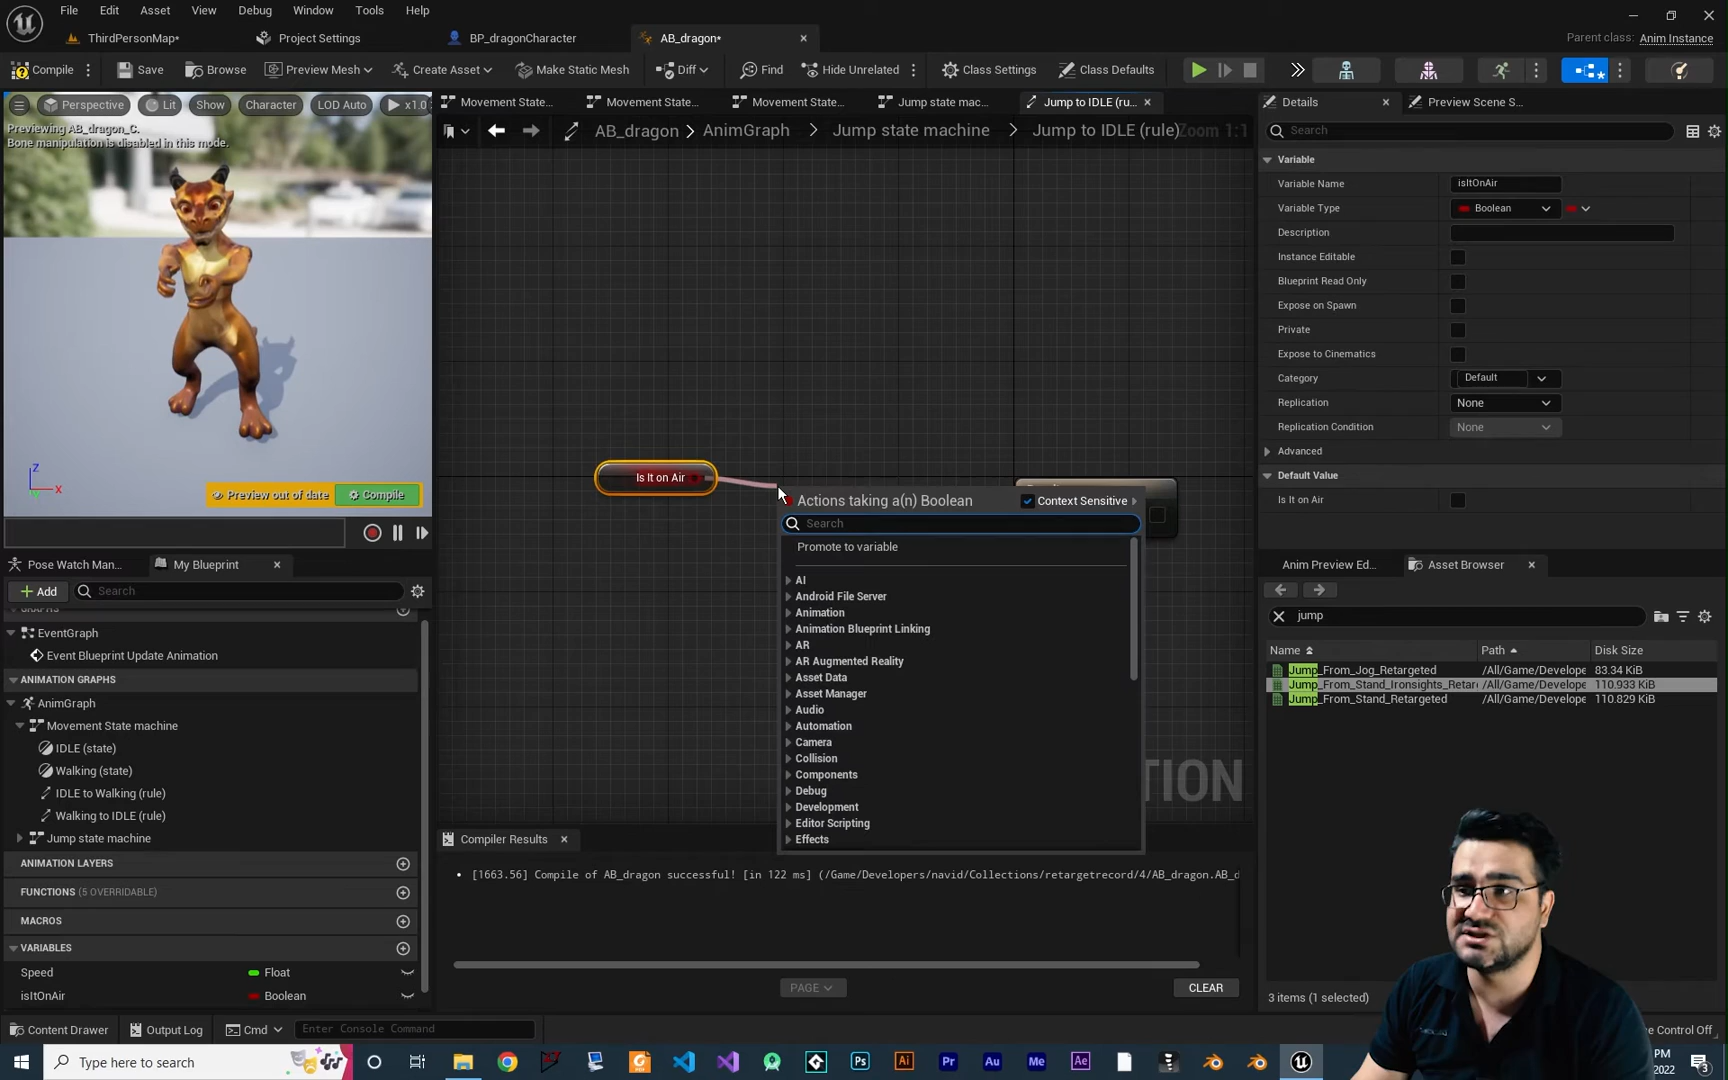 File Edit Asset View Debug Window Tools Help
ThirdPersonMap* Project Settings BP_dragonCharacter AB_dragon*
Parent class: Anim Instance
Compile Save Browse Preview Mesh Create Asset Make Static Mesh Diff Find Hide Unrelated Class Settings Class Defaults
Perspective Lit Show Character LOD Auto x1.0
Previewing AB_dragon_C.
Bone manipulation is disabled in this mode.
Z
X
Preview out of date Compile
Movement State... Movement State... Movement State... Jump state mac... Jump to IDLE (ru...
AB_dragon AnimGraph Jump state machine Jump to IDLE (rule) Zoom 1:1
Is It on Air
Actions taking a(n) Boolean Context Sensitive
Search
Promote to variable
AI
Android File Server
Animation
Animation Blueprint Linking
AR
AR Augmented Reality
Asset Data
Asset Manager
Audio
Automation
Camera
Collision
Components
Debug
Development
Editor Scripting
Effects
TION
Pose Watch Man... My Blueprint
Add Search
GRAPHS
EventGraph
Event Blueprint Update Animation
ANIMATION GRAPHS
AnimGraph
Movement State machine
IDLE (state)
Walking (state)
IDLE to Walking (rule)
Walking to IDLE (rule)
Jump state machine
ANIMATION LAYERS
FUNCTIONS (5 OVERRIDABLE)
MACROS
VARIABLES
Speed Float
isItOnAir Boolean
Compiler Results
[1663.56] Compile of AB_dragon successful! [in 122 ms] (/Game/Developers/navid/Collections/retargetrecord/4/AB_dragon.AB_d
PAGE CLEAR
Details Preview Scene S...
Search
Variable
Variable Name isItOnAir
Variable Type Boolean
Description
Instance Editable
Blueprint Read Only
Expose on Spawn
Private
Expose to Cinematics
Category Default
Replication None
Replication Condition None
Advanced
Default Value
Is It on Air
Anim Preview Ed... Asset Browser
jump
Name Path Disk Size
Jump_From_Jog_Retargeted /All/Game/Develope 83.34 KiB
Jump_From_Stand_Ironsights_Retar /All/Game/Develope 110.933 KiB
Jump_From_Stand_Retargeted /All/Game/Develope 110.829 KiB
3 items (1 selected)
Content Drawer Output Log Cmd Enter Console Command
e Control Off
Type here to search
Ps Ai Pr Au Me Ae
PM
2022
3